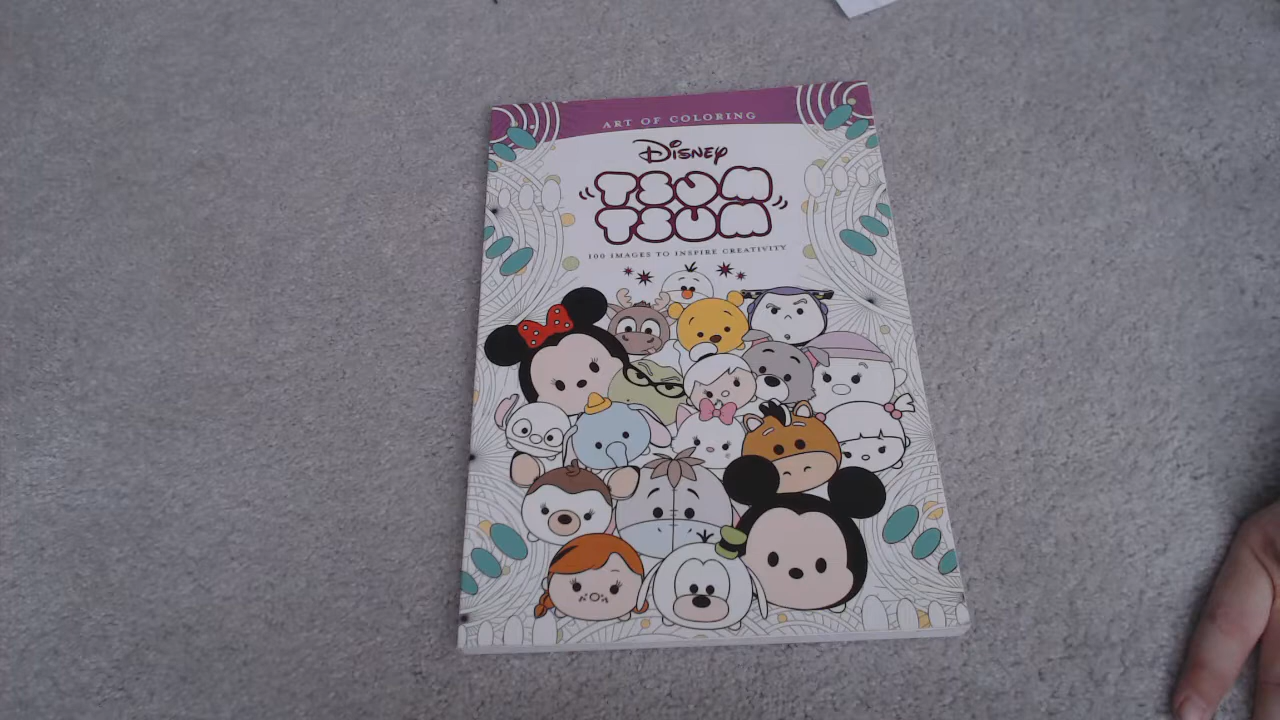 ART OF COLORING
DISNEY
TSUM
TSUM
100 IMAGES TO INSPIRE CREATIVITY